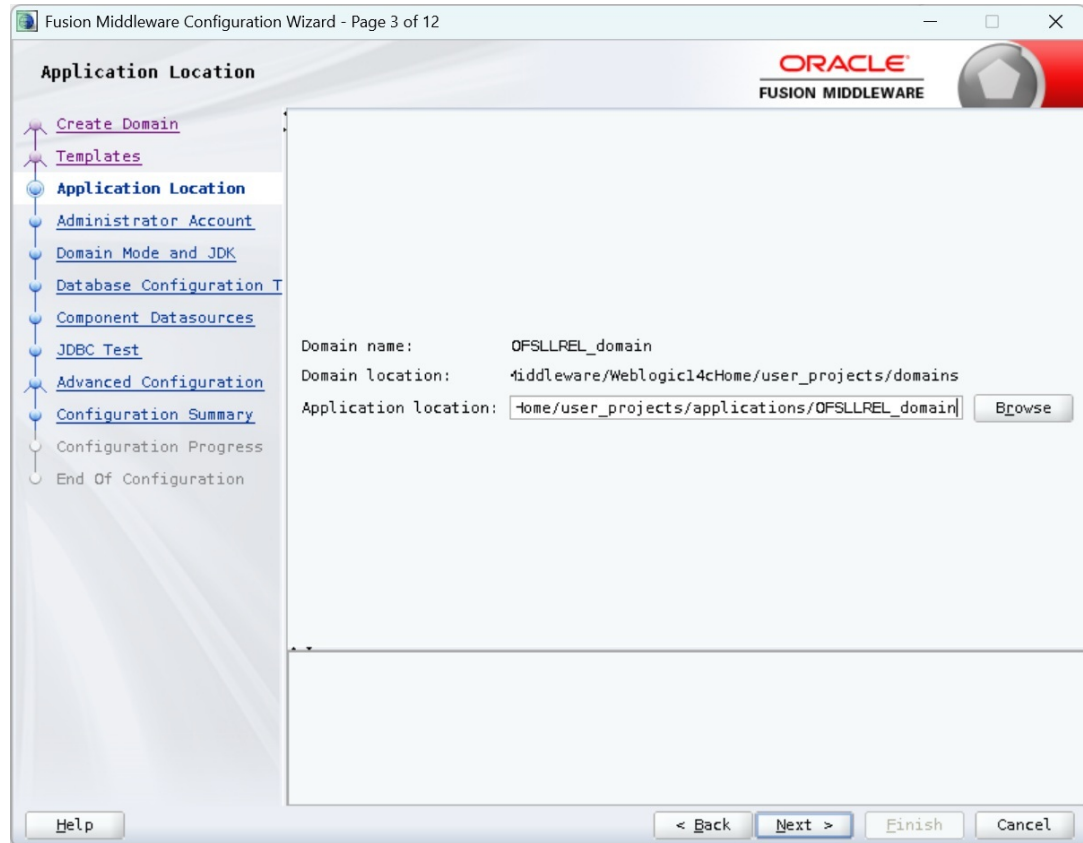 Fusion Middleware Configuration Wizard - Page 3 of 12
Application Location
ORACLE
FUSION MIDDLEWARE
Create Domain
Templates
Application Location
Administrator Account
Domain Mode and JDK
Database Configuration T
Component Datasources
JDBC Test
Advanced Configuration
Configuration Summary
Configuration Progress
End Of Configuration
Domain name: OFSLLREL_domain
Domain location: /Weblogic14cHome/user_projects/domains
Application location: /user_projects/applications/OFSLLREL_domain Browse
Help < Back Next > Finish Cancel